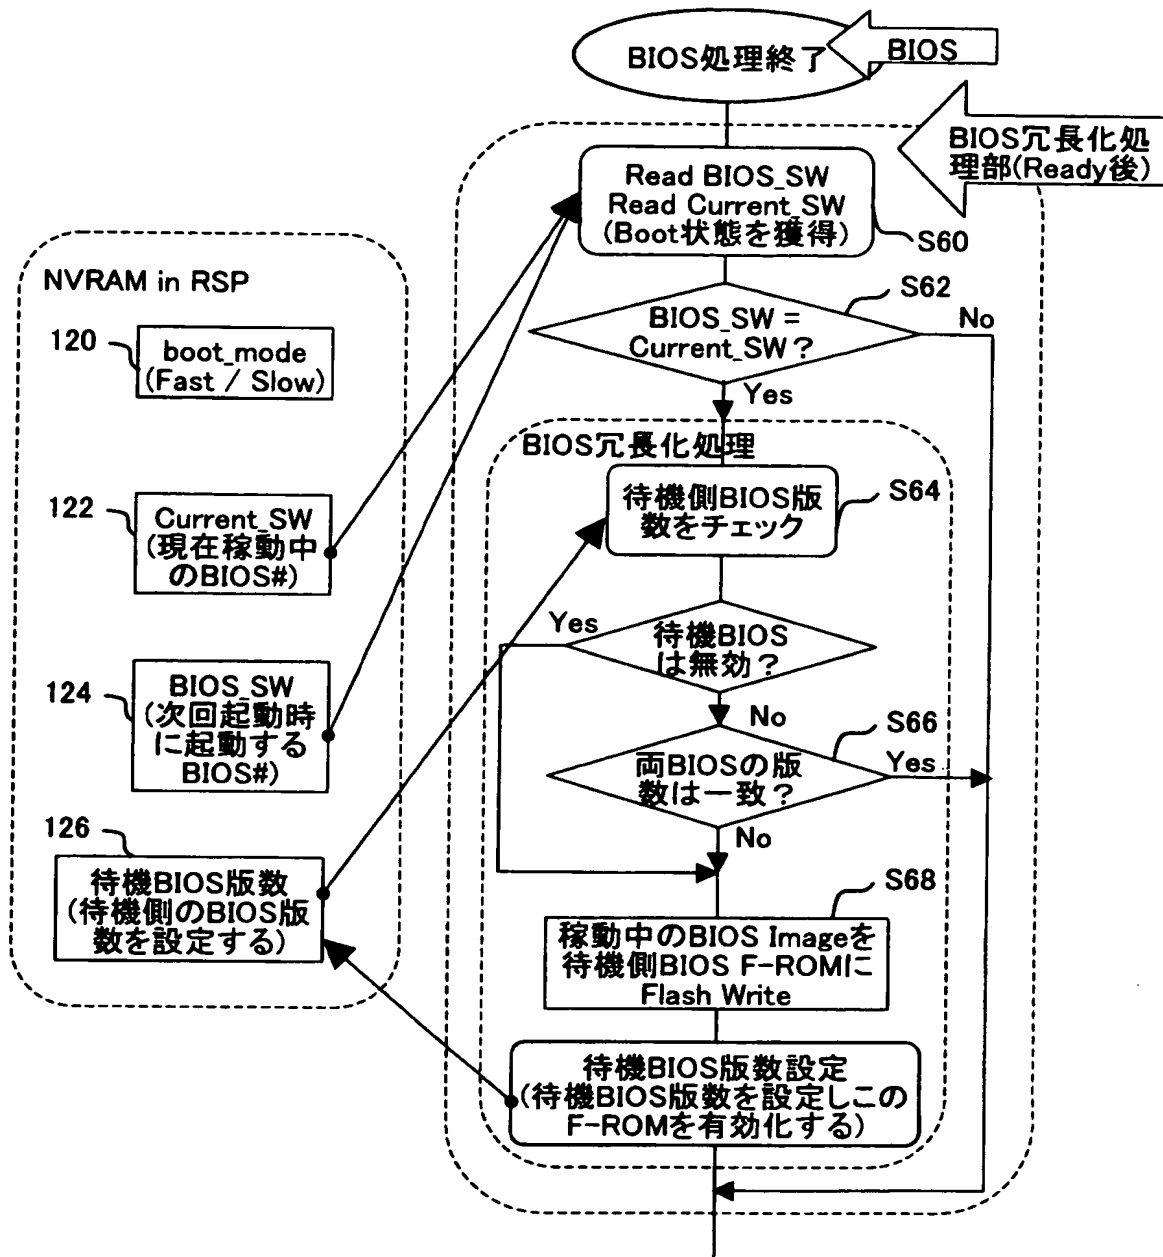 BIOS処理終了
BIOS
BIOS冗長化処
理部(Ready後)
Read BIOS_SW
Read Current_SW
(Boot状態を獲得)
S60
NVRAM in RSP
S62
BIOS_SW =
Current_SW?
No
Yes
120
boot_mode
(Fast / Slow)
BIOS冗長化処理
待機側BIOS版
数をチェック
S64
122
Current_SW
(現在稼動中
のBIOS#)
Yes
待機BIOS
は無効?
No
124
BIOS_SW
(次回起動時
に起動する
BIOS#)
S66
両BIOSの版
数は一致?
Yes
No
126
待機BIOS版数
(待機側のBIOS版
数を設定する)
S68
稼動中のBIOS Imageを
待機側BIOS F-ROMに
Flash Write
待機BIOS版数設定
(待機BIOS版数を設定しこの
F-ROMを有効化する)